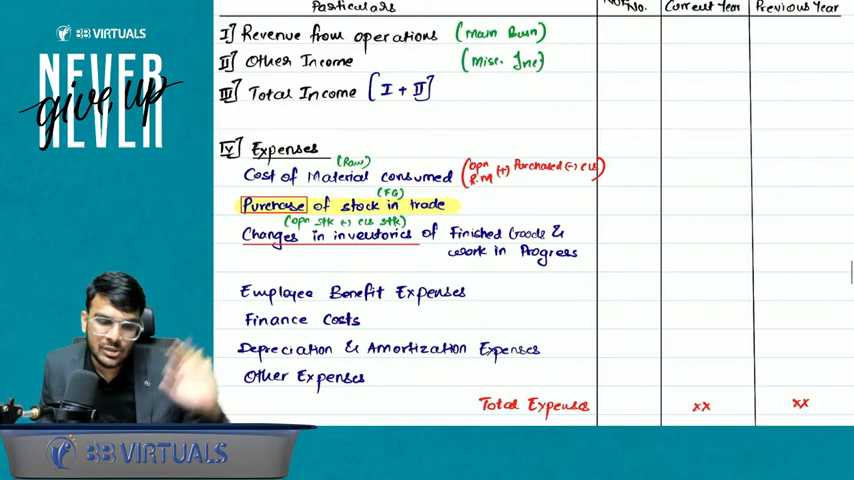 Particulars
Note No.
Current Year
Previous Year
BB VIRTUALS
NEVER
give up
NEVER
I] Revenue from operations (Main Busn)
II] Other Income (Misc. Inc)
III] Total Income [I + II]
IV] Expenses
(Raw)
Cost of Material consumed (opn R.M (+) Purchased (-) cls)
(FG)
Purchase of stock in trade
(opn stk (-) cls stk)
Changes in inventories of Finished Goods &
work in Progress
Employee Benefit Expenses
Finance Costs
Depreciation & Amortization Expenses
Other Expenses
Total Expenses xx xx
BB VIRTUALS